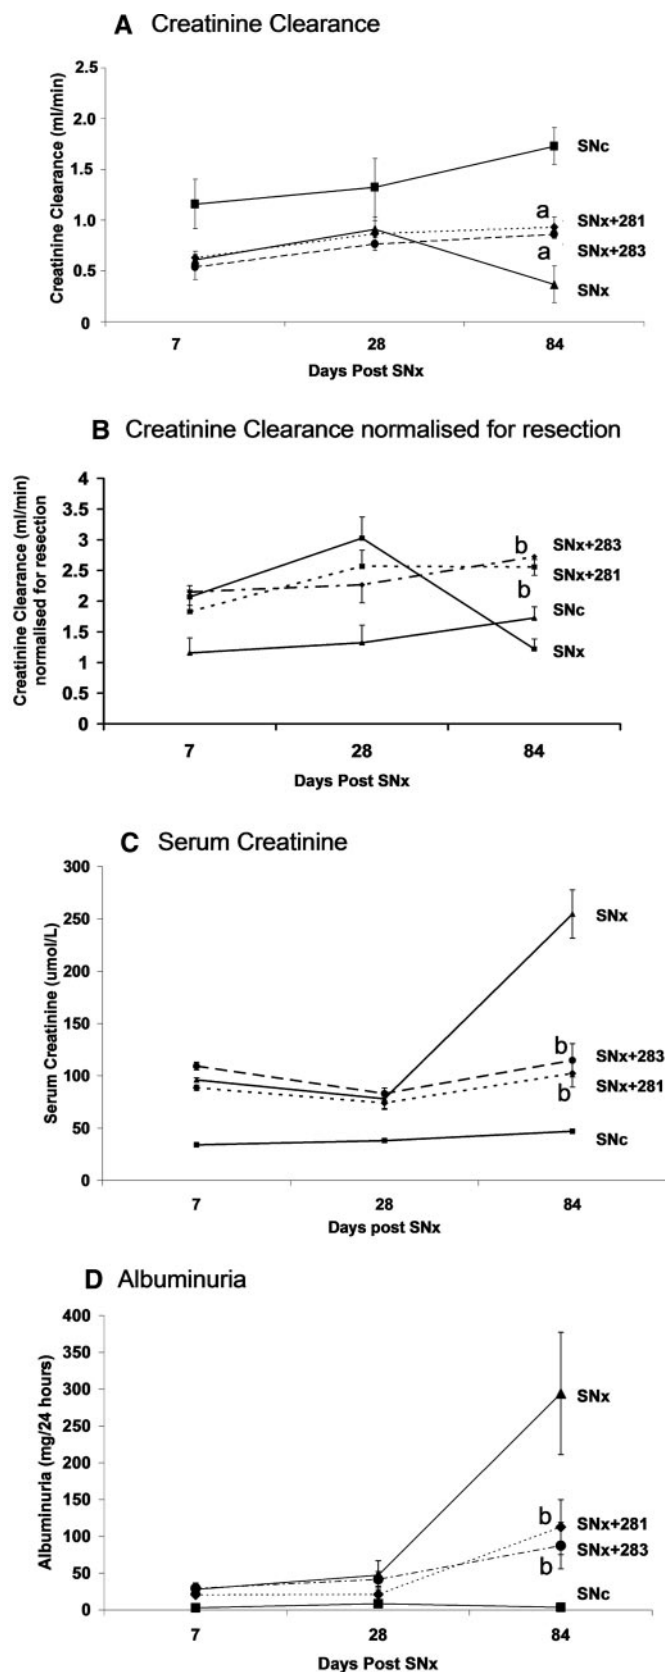 A Creatinine Clearance
Creatinine Clearance (ml/min)
2.5
2.0
1.5
1.0
0.5
0
SNc
a
SNx+281
a
SNx+283
SNx
7 28 84
Days Post SNx
B Creatinine Clearance normalised for resection
Creatinine Clearance (ml/min)
normalised for resection
4
3.5
3
2.5
2
1.5
1
0.5
0
b
SNx+283
SNx+281
b
SNc
SNx
7 28 84
Days Post SNx
C Serum Creatinine
Serum Creatinine (umol/L)
300
250
200
150
100
50
0
SNx
b
SNx+283
SNx+281
b
SNc
7 28 84
Days post SNx
D Albuminuria
Albuminuria (mg/24 hours)
400
350
300
250
200
150
100
50
0
SNx
b
SNx+281
SNx+283
b
SNc
7 28 84
Days Post SNx